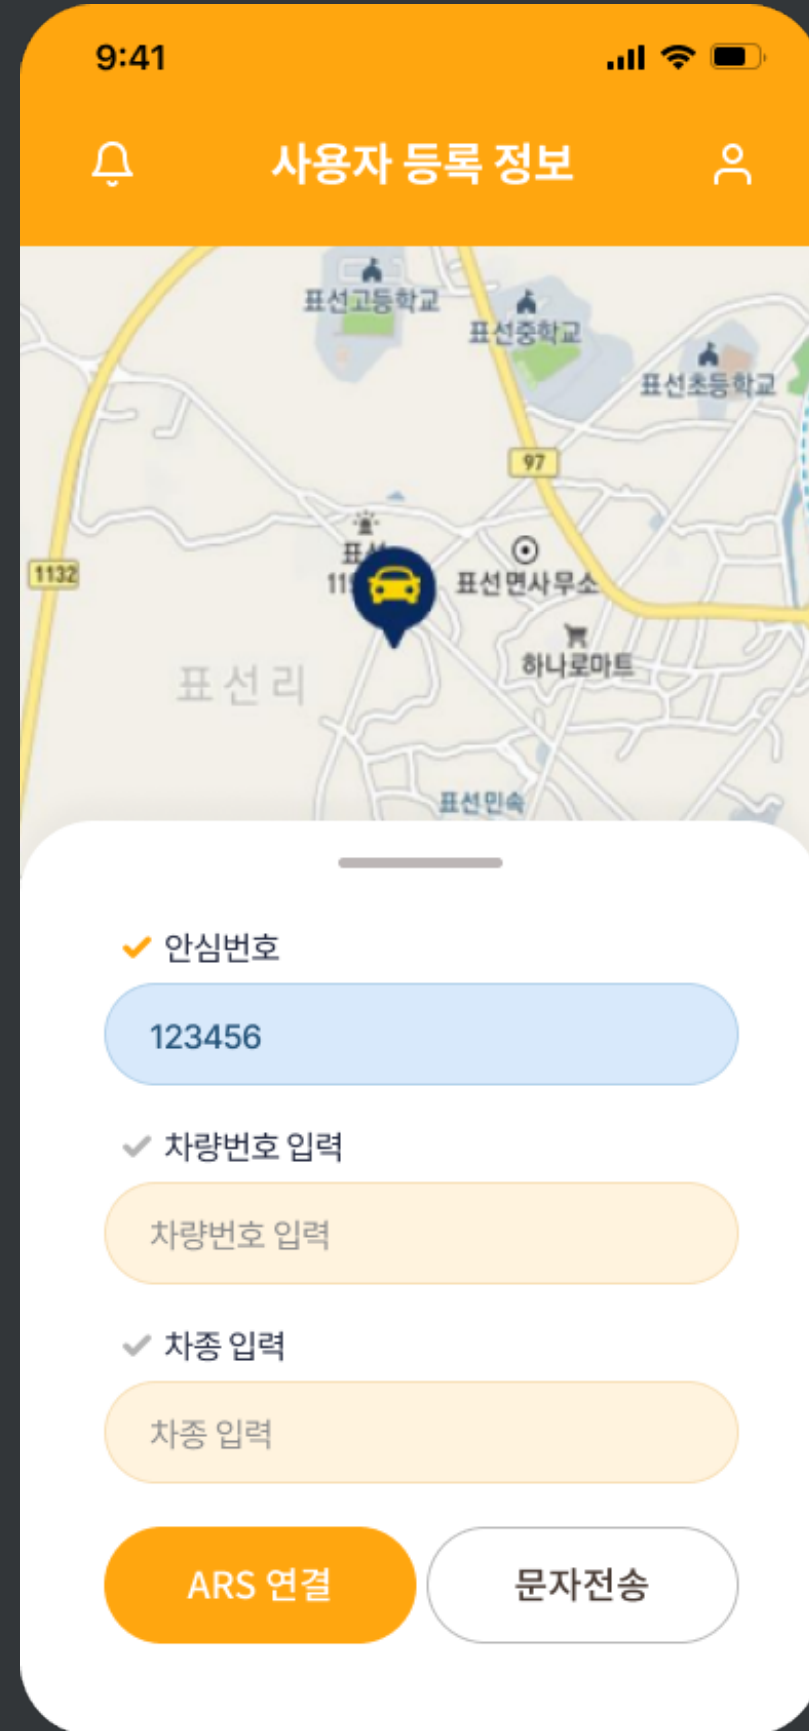 9:41
사용자 등록 정보
표선고등학교
표선중학교
표선초등학교
97
1132
표선면사무소
하나로마트
표선리
표선민속
안심번호
123456
차량번호 입력
차량번호 입력
차종 입력
차종 입력
ARS 연결
문자전송